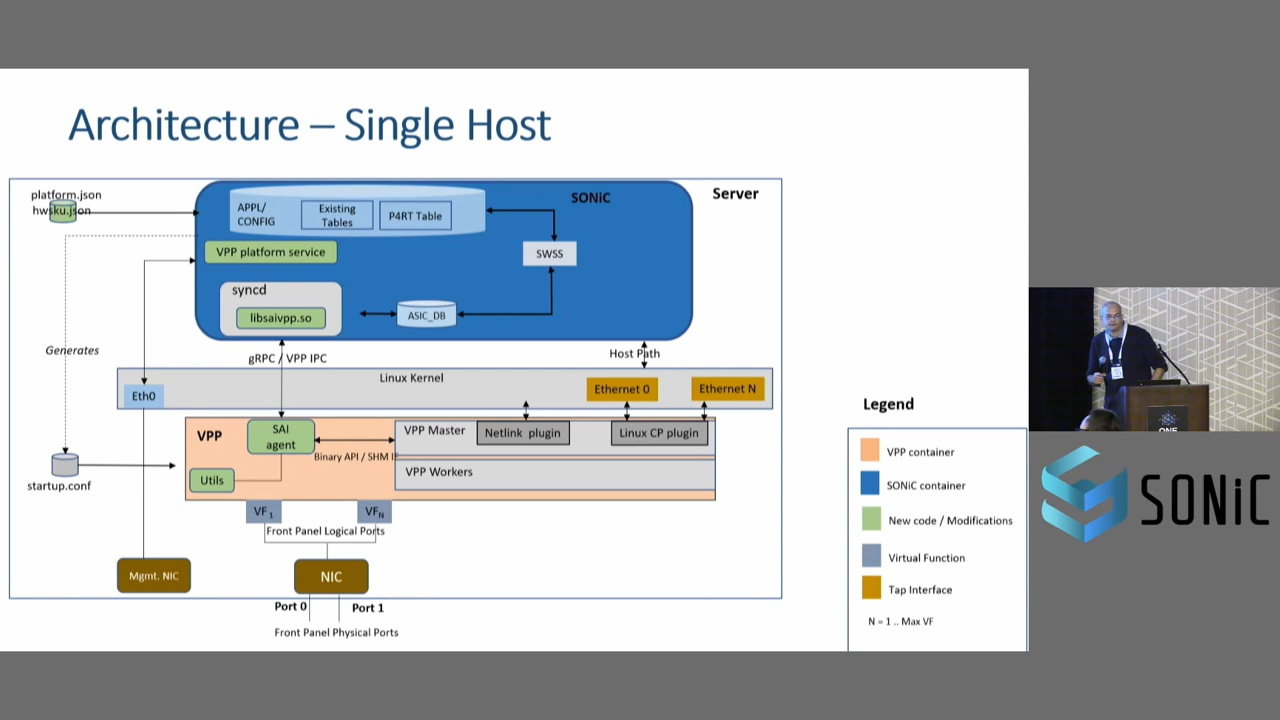 Architecture – Single Host
platform.json
hwsku.json
SONiC
Server
APPL/
CONFIG
Existing
Tables
P4RT Table
VPP platform service
SWSS
syncd
libsaivpp.so
ASIC_DB
Generates
gRPC / VPP IPC
Host Path
Linux Kernel
Eth0
Ethernet 0
Ethernet N
VPP
SAI
agent
VPP Master
Netlink plugin
Linux CP plugin
Binary API / SHM IF
VPP Workers
Utils
startup.conf
VF1
VFN
Front Panel Logical Ports
Mgmt. NIC
NIC
Port 0
Port 1
Front Panel Physical Ports
Legend
VPP container
SONiC container
New code / Modifications
Virtual Function
Tap Interface
N = 1 .. Max VF
ONE
SONiC